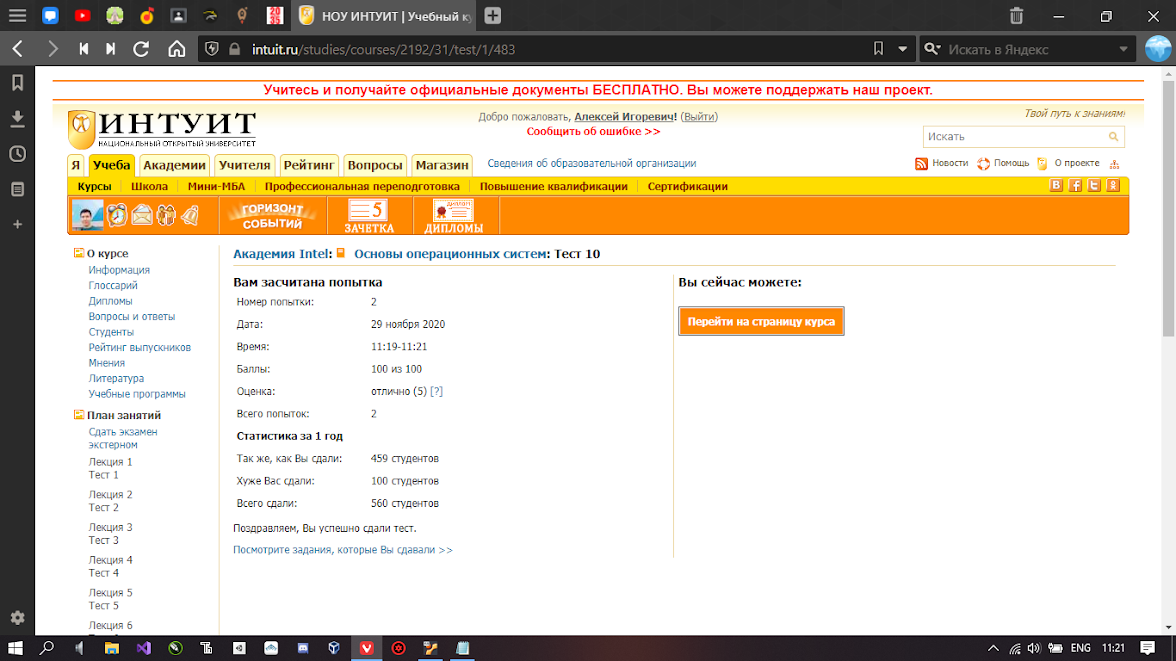 НОУ ИНТУИТ | Учебный ку
intuit.ru/studies/courses/2192/31/test/1/483
Искать в Яндекс
Учитесь и получайте официальные документы БЕСПЛАТНО. Вы можете поддержать наш проект.
ИНТУИТ
НАЦИОНАЛЬНЫЙ ОТКРЫТЫЙ УНИВЕРСИТЕТ
Добро пожаловать, Алексей Игоревич! (Выйти)
Сообщить об ошибке >>
Твой путь к знаниям!
Искать
Я Учеба Академии Учителя Рейтинг Вопросы Магазин Сведения об образовательной организации
Новости Помощь О проекте
Курсы Школа Мини-МБА Профессиональная переподготовка Повышение квалификации Сертификации
ГОРИЗОНТ СОБЫТИЙ
5 ЗАЧЕТКА
ДИПЛОМЫ
О курсе
Информация
Глоссарий
Дипломы
Вопросы и ответы
Студенты
Рейтинг выпускников
Мнения
Литература
Учебные программы
План занятий
Сдать экзамен
экстерном
Лекция 1
Тест 1
Лекция 2
Тест 2
Лекция 3
Тест 3
Лекция 4
Тест 4
Лекция 5
Тест 5
Лекция 6
Академия Intel: Основы операционных систем: Тест 10
Вам засчитана попытка
Номер попытки: 2
Дата: 29 ноября 2020
Время: 11:19-11:21
Баллы: 100 из 100
Оценка: отлично (5) [?]
Всего попыток: 2
Статистика за 1 год
Так же, как Вы сдали: 459 студентов
Хуже Вас сдали: 100 студентов
Всего сдали: 560 студентов
Поздравляем, Вы успешно сдали тест.
Посмотрите задания, которые Вы сдавали >>
Вы сейчас можете:
Перейти на страницу курса
ENG 11:21